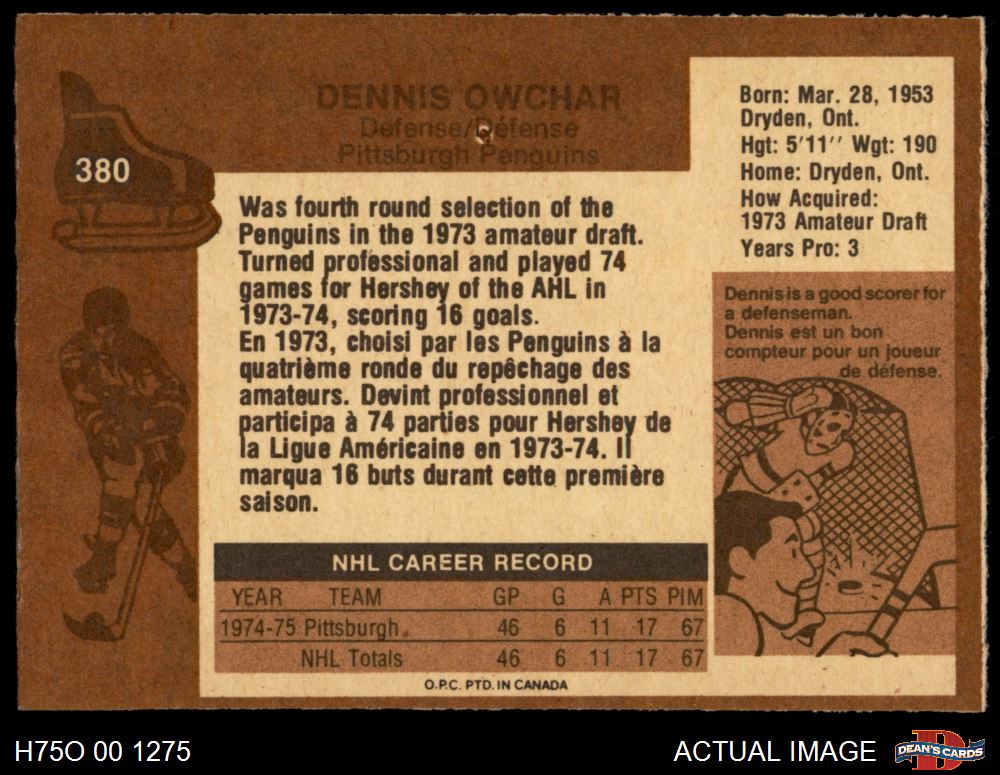 380
DENNIS OWCHAR
Defense/Défense
Pittsburgh Penguins
Born: Mar. 28, 1953
Dryden, Ont.
Hgt: 5'11'' Wgt: 190
Home: Dryden, Ont.
How Acquired:
1973 Amateur Draft
Years Pro: 3
Was fourth round selection of the
Penguins in the 1973 amateur draft.
Turned professional and played 74
games for Hershey of the AHL in
1973-74, scoring 16 goals.
En 1973, choisi par les Penguins à la
quatrième ronde du repêchage des
amateurs. Devint professionnel et
participa à 74 parties pour Hershey de
la Ligue Américaine en 1973-74. Il
marqua 16 buts durant cette première
saison.
Dennis is a good scorer for
a defenseman.
Dennis est un bon
compteur pour un joueur
de défense.
NHL CAREER RECORD
YEAR TEAM GP G A PTS PIM
1974-75 Pittsburgh 46 6 11 17 67
NHL Totals 46 6 11 17 67
O.P.C. PTD. IN CANADA
H75O 00 1275
ACTUAL IMAGE
DEAN'S CARDS